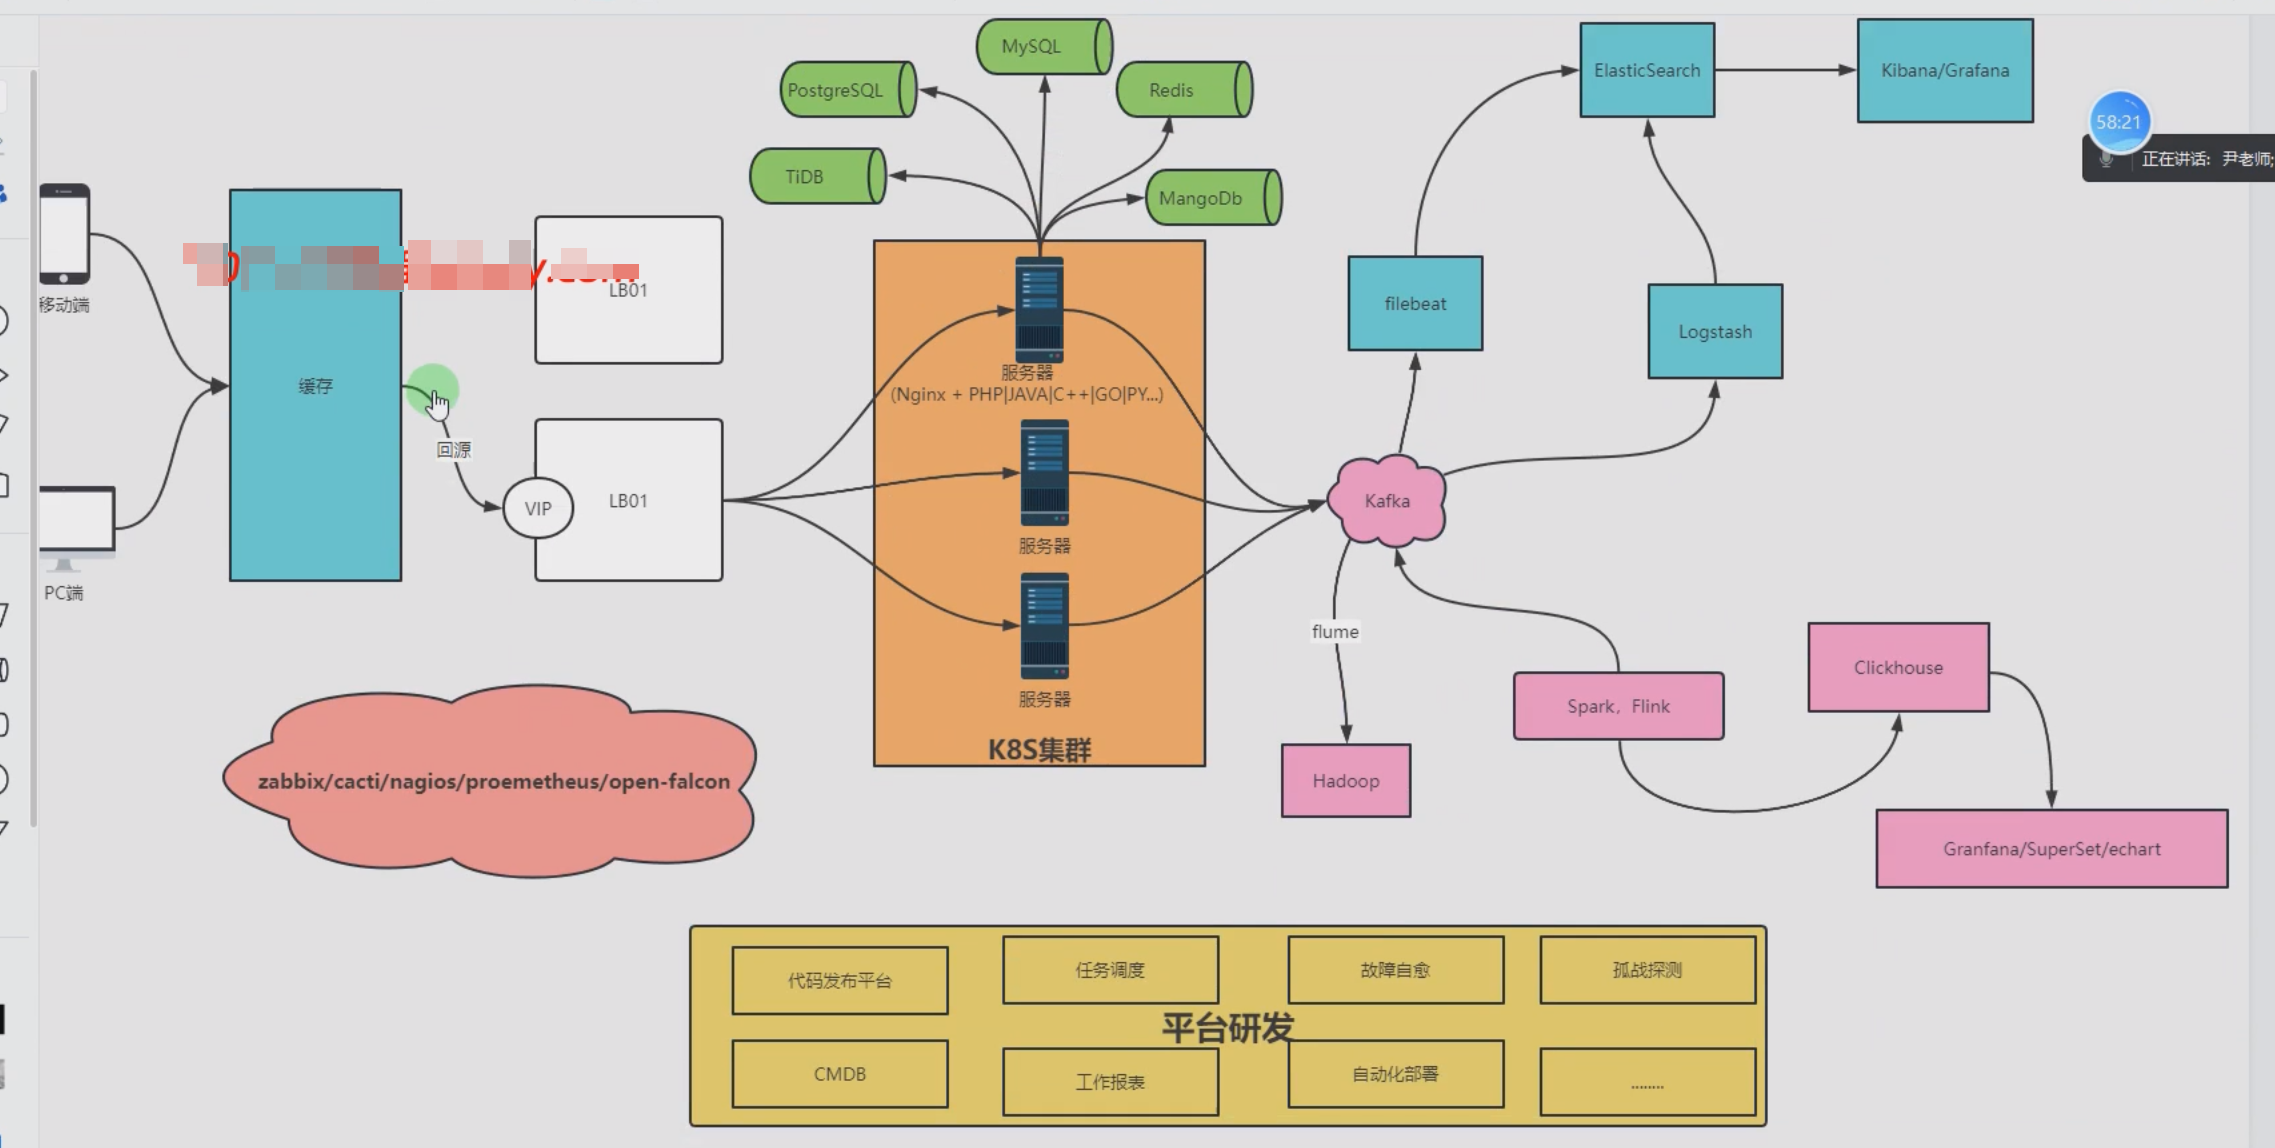 MySQL
PostgreSQL
Redis
TiDB
MangoDb
ElasticSearch
Kibana/Grafana
58:21
正在讲话: 尹老师;
移动端
PC端
缓存
回源
VIP
LB01
LB01
服务器
(Nginx + PHP|JAVA|C++|GO|PY...)
服务器
服务器
K8S集群
filebeat
Logstash
Kafka
flume
Hadoop
Spark，Flink
Clickhouse
Granfana/SuperSet/echart
zabbix/cacti/nagios/proemetheus/open-falcon
代码发布平台
任务调度
故障自愈
孤战探测
平台研发
CMDB
工作报表
自动化部署
........